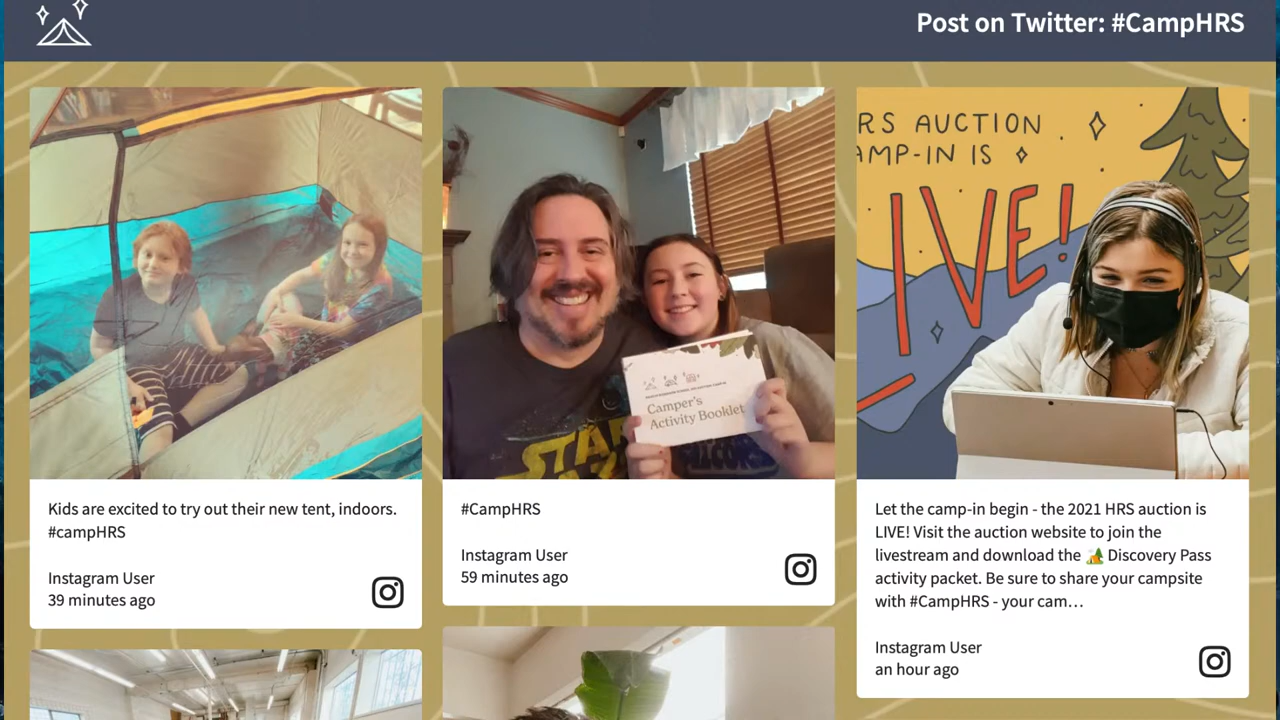 Post on Twitter: #CampHRS
Kids are excited to try out their new tent, indoors.
#campHRS
Instagram User
39 minutes ago
Camper's
Activity Booklet
#CampHRS
Instagram User
59 minutes ago
RS AUCTION
AMP-IN IS
LIVE!
Let the camp-in begin - the 2021 HRS auction is
LIVE! Visit the auction website to join the
livestream and download the 🏕️ Discovery Pass
activity packet. Be sure to share your campsite
with #CampHRS - your cam…
Instagram User
an hour ago